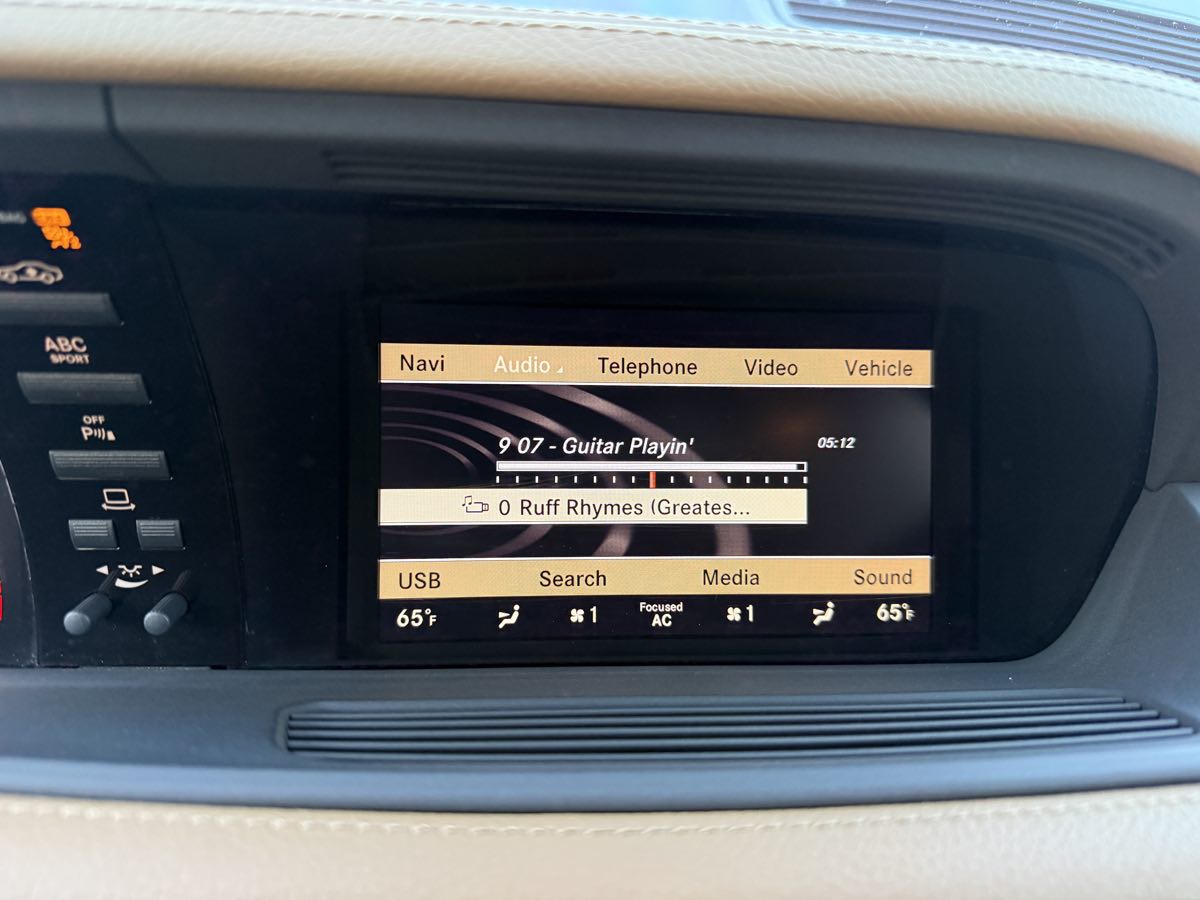 ABC
SPORT
OFF
P
Navi Audio Telephone Video Vehicle
9 07 - Guitar Playin' 05:12
0 Ruff Rhymes (Greates...
USB Search Media Sound
65°F 1 Focused AC 1 65°F